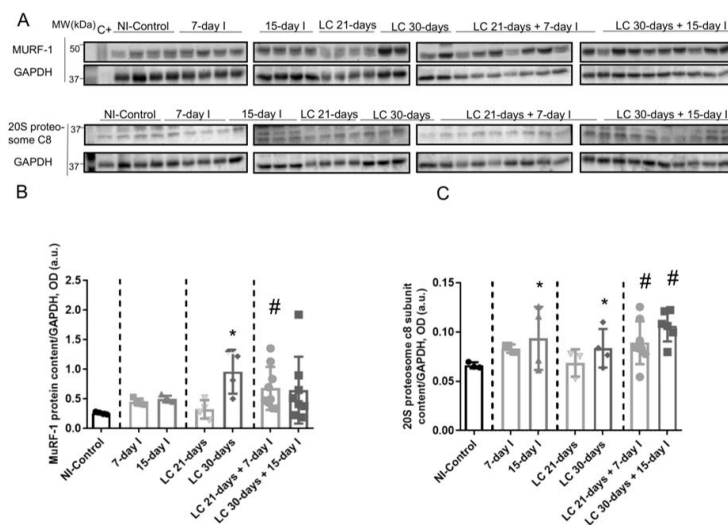 A
MW(kDa) C+ NI-Control 7-day I 15-day I LC 21-days LC 30-days LC 21-days + 7-day I LC 30-days + 15-day I
MURF-1 50
GAPDH 37
NI-Control 7-day I 15-day I LC 21-days LC 30-days LC 21-days + 7-day I LC 30-days + 15-day I
20S proteo- 37
some C8
GAPDH 37
B
MuRF-1 protein content/GAPDH, OD (a.u.)
2.5
2.0
1.5
1.0
0.5
0.0
*
#
NI-Control
7-day I
15-day I
LC 21-days
LC 30-days
LC 21-days + 7-day I
LC 30-days + 15-day I
C
20S proteosome c8 subunit
content/GAPDH, OD (a.u.)
0.15
0.10
0.05
0.00
*
*
#
#
NI-Control
7-day I
15-day I
LC 21-days
LC 30-days
LC 21-days + 7-day I
LC 30-days + 15-day I